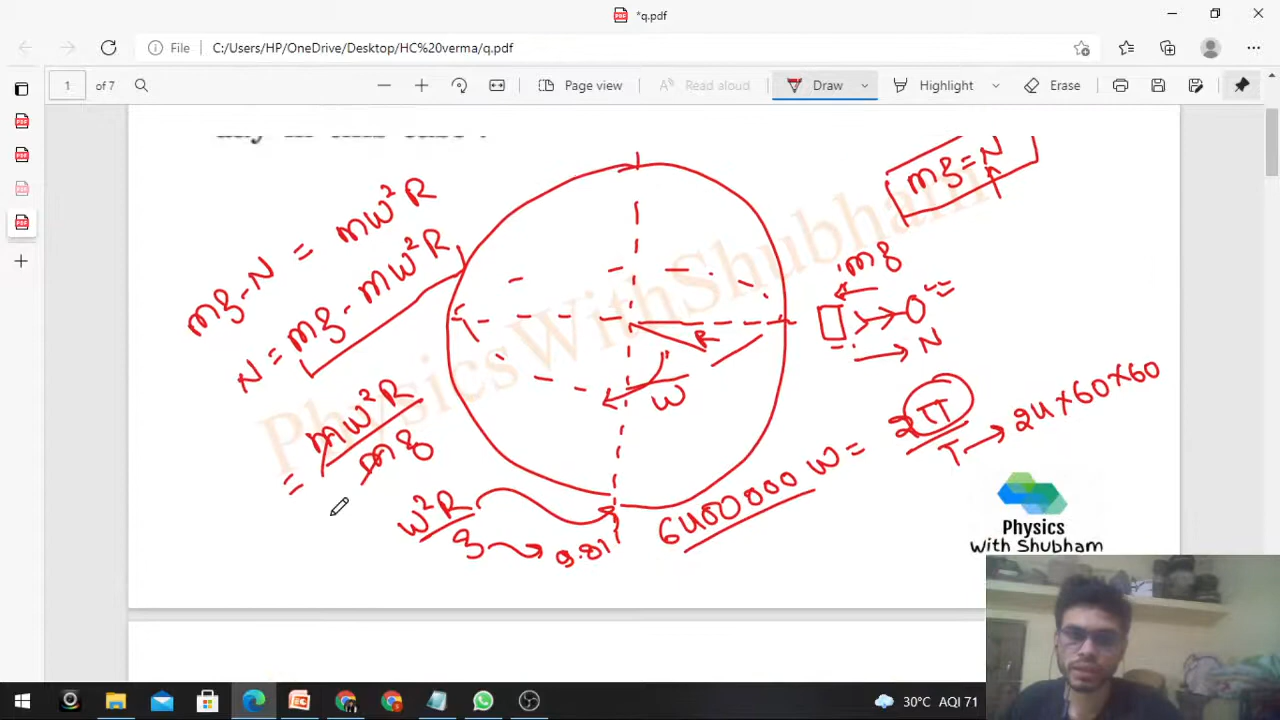 *q.pdf
File C:/Users/HP/OneDrive/Desktop/HC%20verma/q.pdf
1 of 7 Page view Read aloud Draw Highlight Erase
mg = N
mg - N = mω²R
N = mg - mω²R
mg
N
R
ω
= mω²R / mg
ω²R / g → 9.81
6400000
ω = 2π / T → 24×60×60
PhysicsWithShubham
Physics
With Shubham
30°C AQI 71